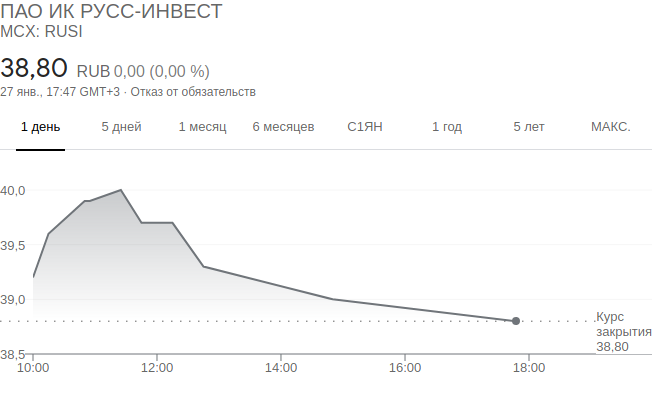 ПАО ИК РУСС-ИНВЕСТ
MCX: RUSI
38,80 RUB 0,00 (0,00 %)
27 янв., 17:47 GMT+3 · Отказ от обязательств
1 день 5 дней 1 месяц 6 месяцев С1ЯН 1 год 5 лет МАКС.
40,0
39,5
39,0
Курс
закрытия
38,80
38,5
10:00 12:00 14:00 16:00 18:00